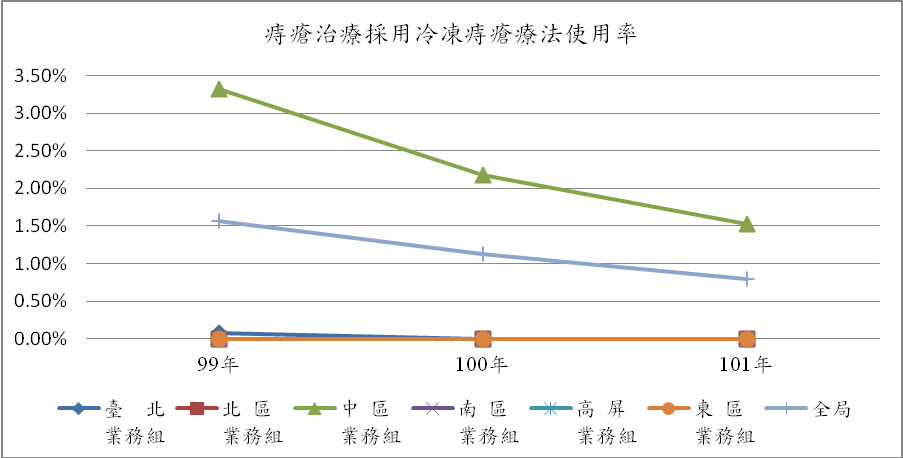 痔瘡治療採用冷凍痔瘡療法使用率
3.50%
3.00%
2.50%
2.00%
1.50%
1.00%
0.50%
0.00%
99年 100年 101年
臺 北 北 區 中 區 南 區 高 屏 東 區 全局
業務組 業務組 業務組 業務組 業務組 業務組